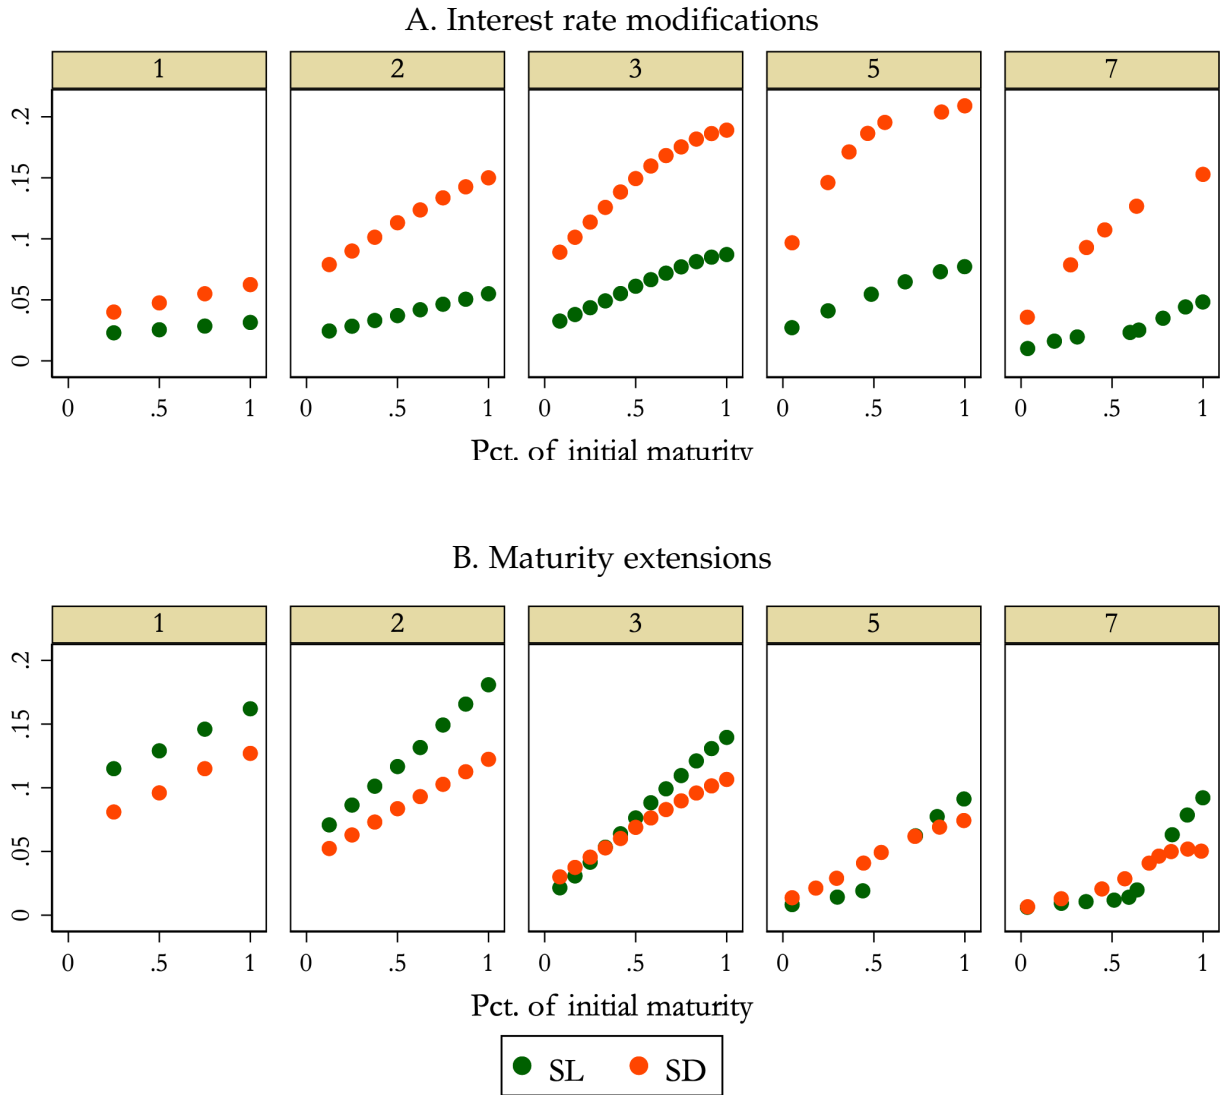 A. Interest rate modifications
1 2 3 5 7
.2
.15
.1
.05
0
0 .5 1 0 .5 1 0 .5 1 0 .5 1 0 .5 1
Pct. of initial maturity
B. Maturity extensions
1 2 3 5 7
.2
.15
.1
.05
0
0 .5 1 0 .5 1 0 .5 1 0 .5 1 0 .5 1
Pct. of initial maturity
SL SD